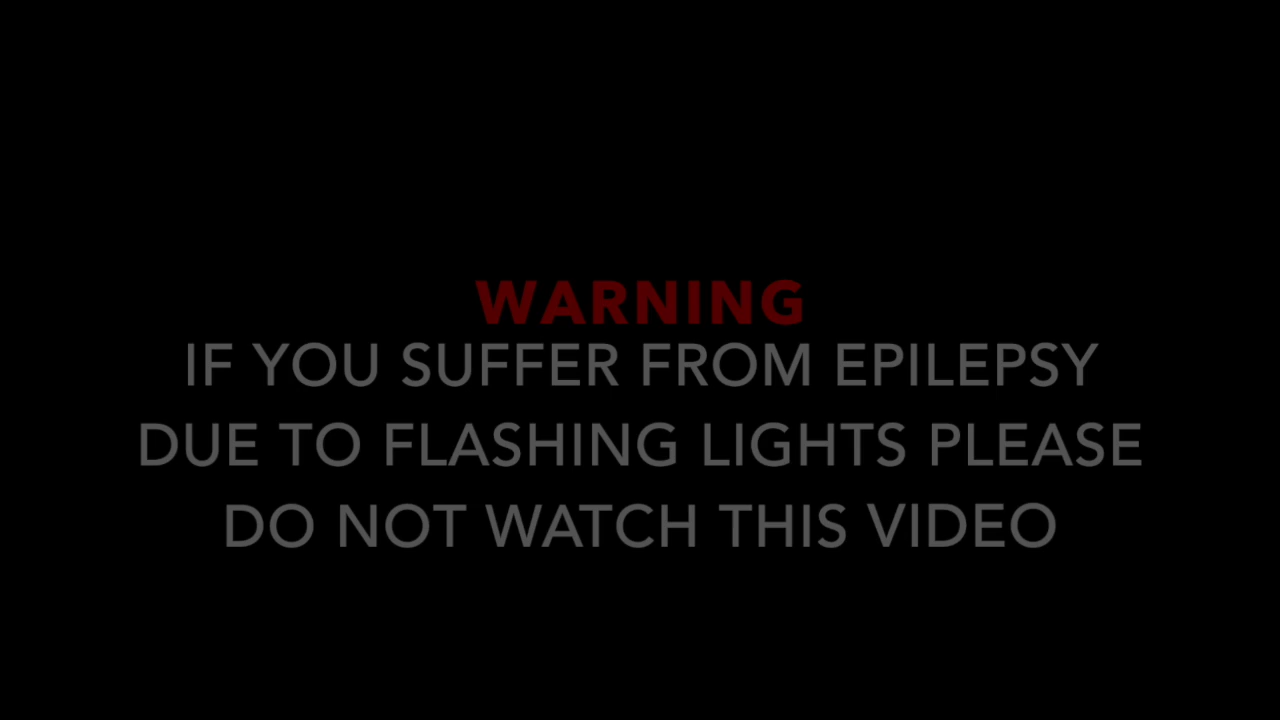 WARNING
IF YOU SUFFER FROM EPILEPSY
DUE TO FLASHING LIGHTS PLEASE
DO NOT WATCH THIS VIDEO